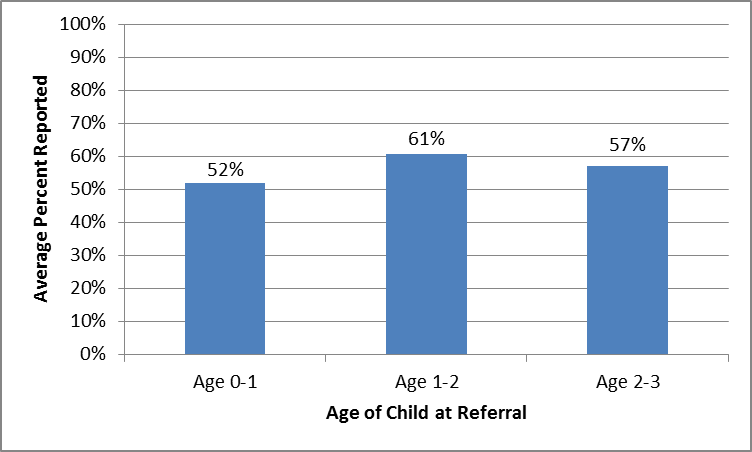 100%
90%
80%
70%
60%
50%
40%
30%
20%
10%
0%
Average Percent Reported
52%
61%
57%
Age 0-1
Age 1-2
Age 2-3
Age of Child at Referral